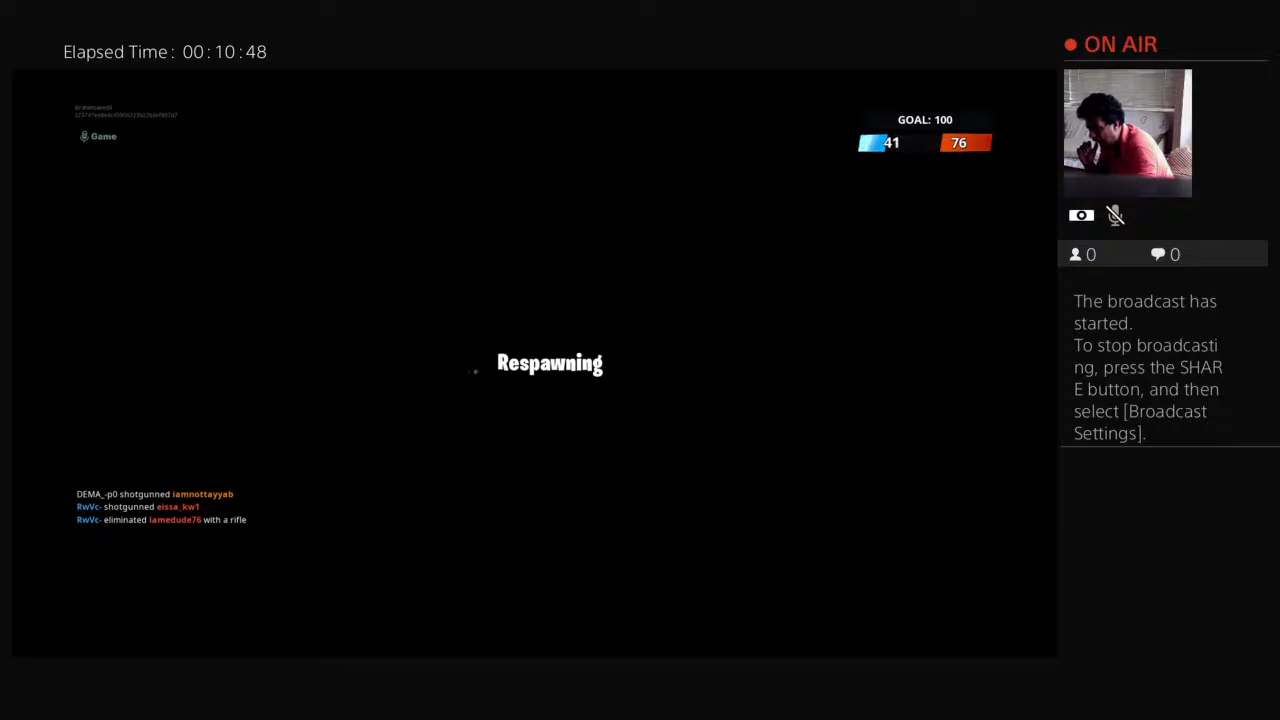 Elapsed Time: 00:10:48
ON AIR
Game
GOAL: 100
41 76
0 0
The broadcast has
started.
To stop broadcasti
ng, press the SHAR
E button, and then
select [Broadcast
Settings].
Respawning
DEMA_-p0 shotgunned iamnottayyab
RwVc- shotgunned eissa_kw1
RwVc- eliminated lamedude76 with a rifle